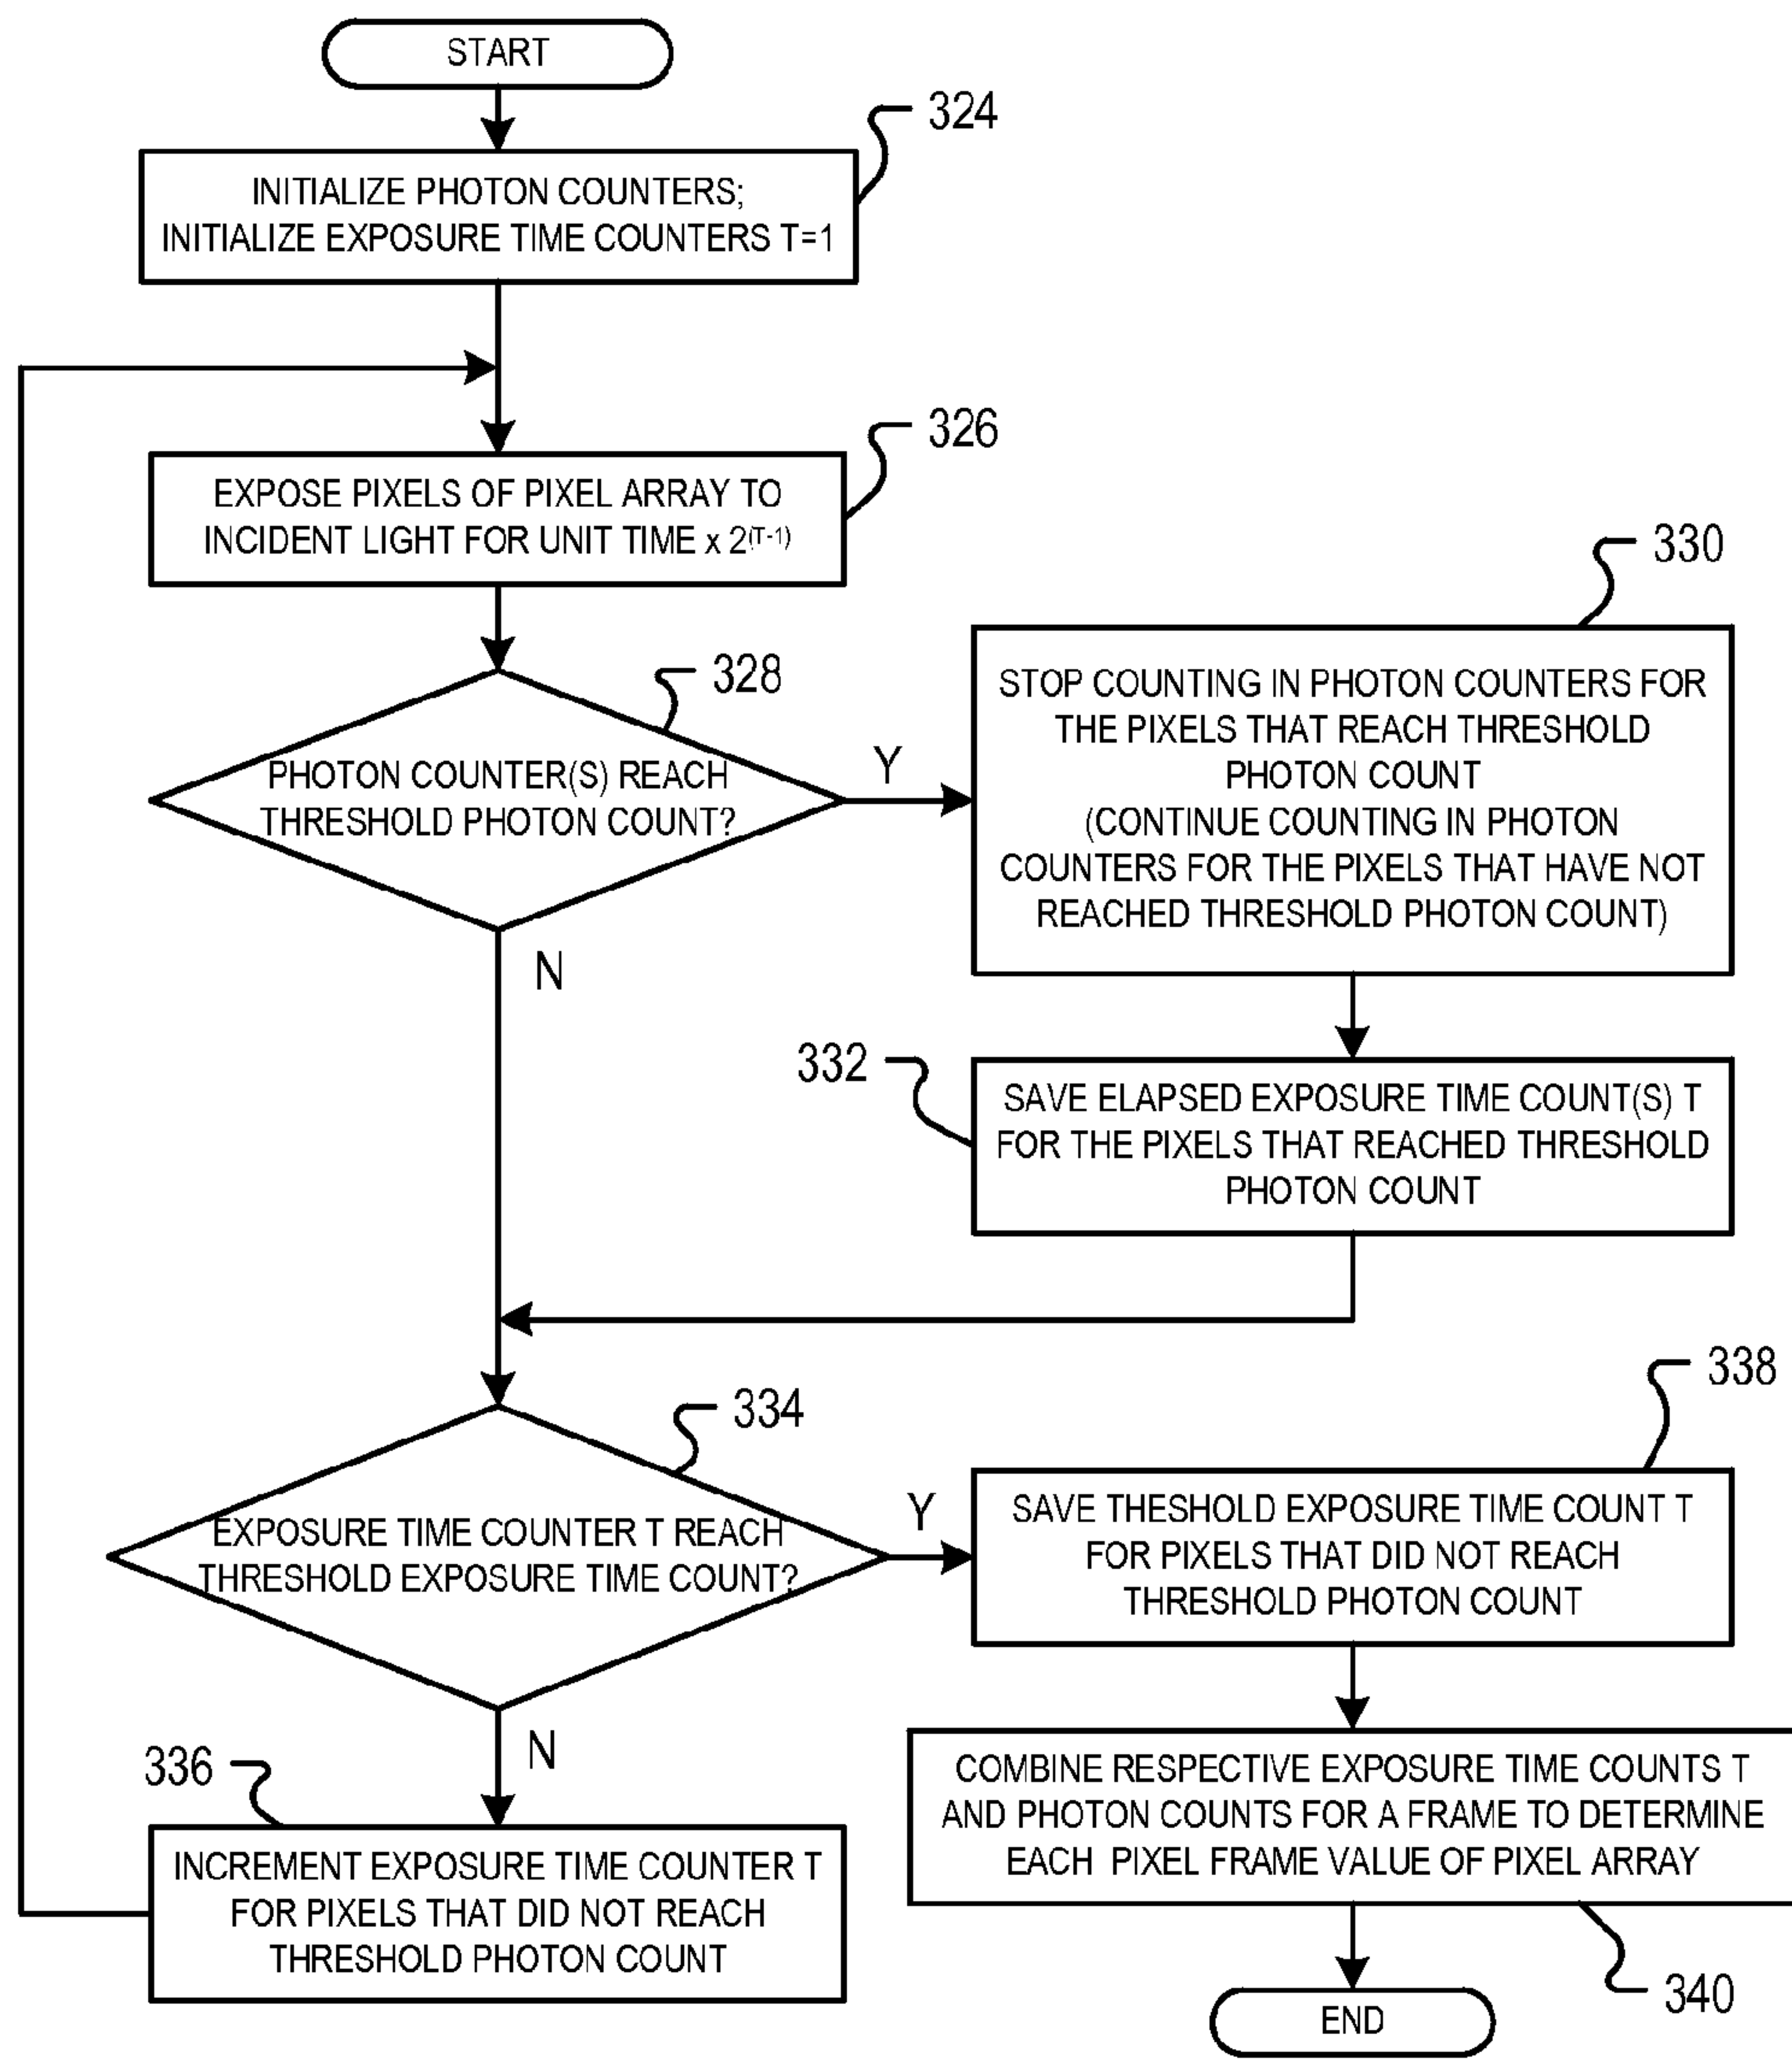 START
324
INITIALIZE PHOTON COUNTERS;
INITIALIZE EXPOSURE TIME COUNTERS T=1
326
EXPOSE PIXELS OF PIXEL ARRAY TO
INCIDENT LIGHT FOR UNIT TIME x 2(T-1)
328
PHOTON COUNTER(S) REACH
THRESHOLD PHOTON COUNT?
Y
N
330
STOP COUNTING IN PHOTON COUNTERS FOR
THE PIXELS THAT REACH THRESHOLD
PHOTON COUNT
(CONTINUE COUNTING IN PHOTON
COUNTERS FOR THE PIXELS THAT HAVE NOT
REACHED THRESHOLD PHOTON COUNT)
332
SAVE ELAPSED EXPOSURE TIME COUNT(S) T
FOR THE PIXELS THAT REACHED THRESHOLD
PHOTON COUNT
334
EXPOSURE TIME COUNTER T REACH
THRESHOLD EXPOSURE TIME COUNT?
Y
N
338
SAVE THESHOLD EXPOSURE TIME COUNT T
FOR PIXELS THAT DID NOT REACH
THRESHOLD PHOTON COUNT
336
INCREMENT EXPOSURE TIME COUNTER T
FOR PIXELS THAT DID NOT REACH
THRESHOLD PHOTON COUNT
COMBINE RESPECTIVE EXPOSURE TIME COUNTS T
AND PHOTON COUNTS FOR A FRAME TO DETERMINE
EACH PIXEL FRAME VALUE OF PIXEL ARRAY
340
END